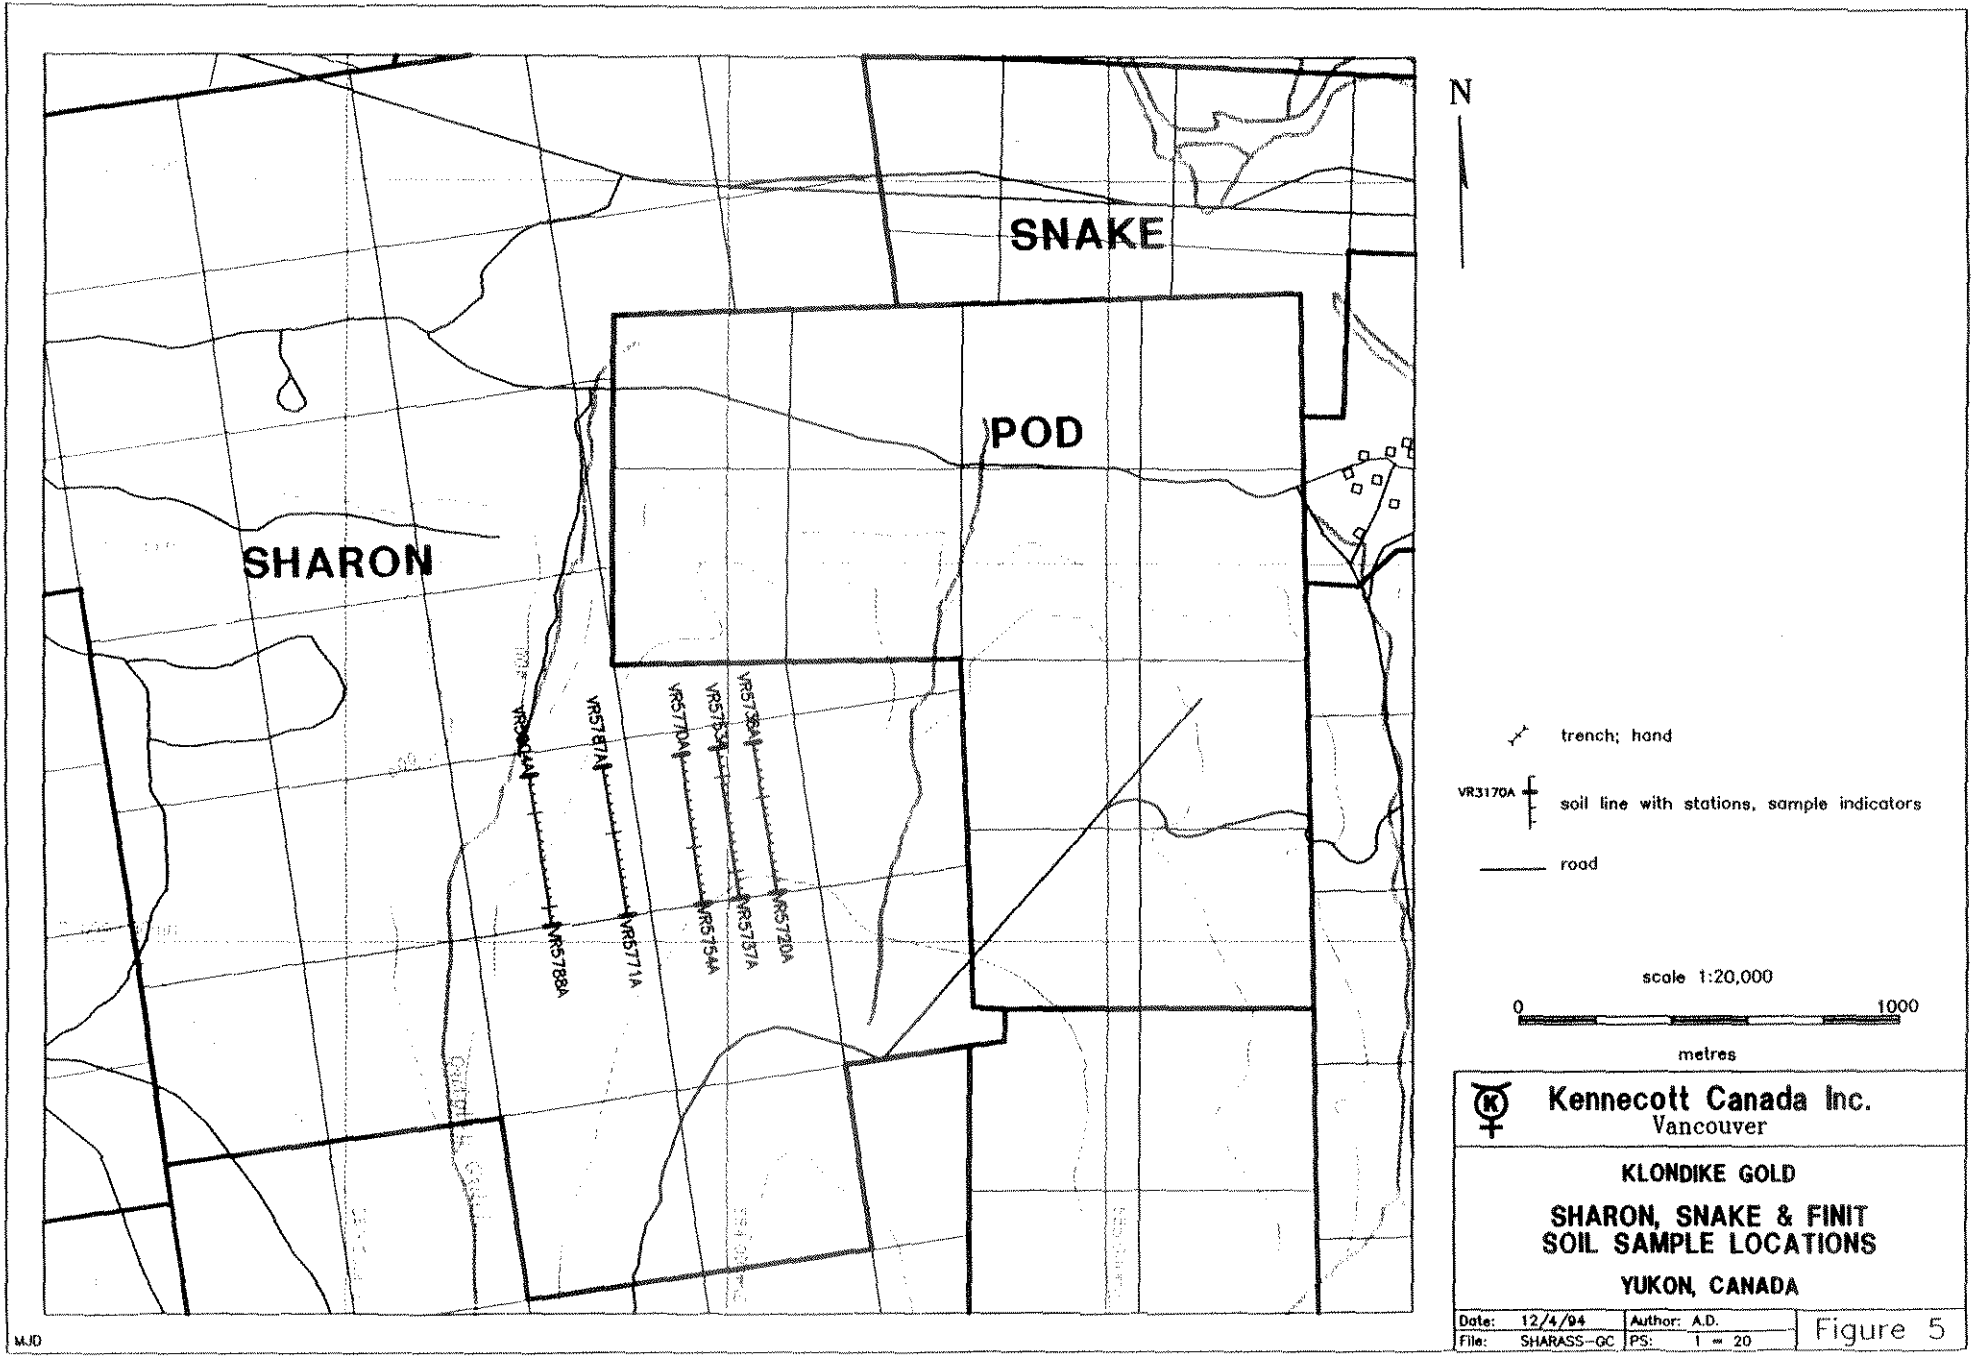 N
SNAKE
POD
SHARON
VR5787A
VR5770A
VR5753A
VR5736A
VR5788A
VR5771A
VR5754A
VR5737A
VR5720A
trench; hand
VR3170A
soil line with stations, sample indicators
road
scale 1:20,000
0 1000
metres
K
Kennecott Canada Inc.
Vancouver
KLONDIKE GOLD
SHARON, SNAKE & FINIT
SOIL SAMPLE LOCATIONS
YUKON, CANADA
Date: 12/4/94 Author: A.D.
File: SHARASS-GC PS: 1 = 20
Figure 5
MJD